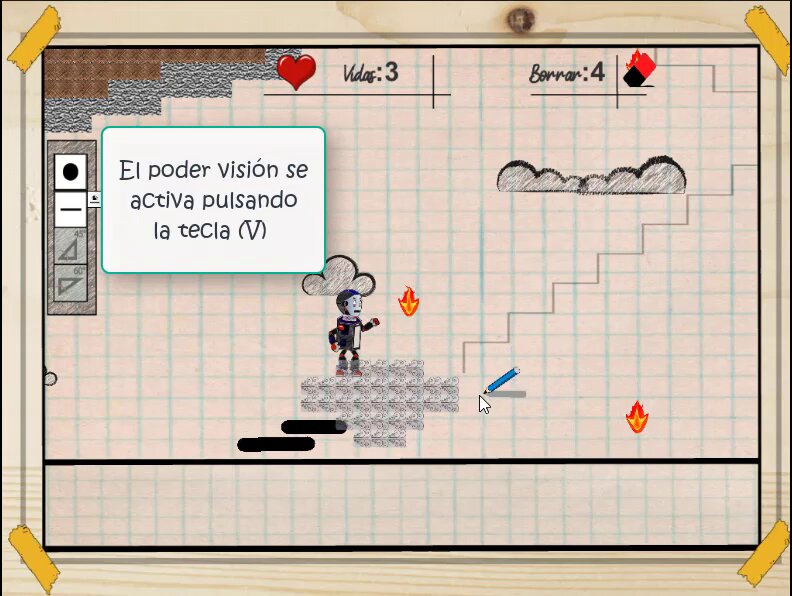 Vidas:3
Borrar:4
El poder visión se
activa pulsando
la tecla (V)
45°
60°